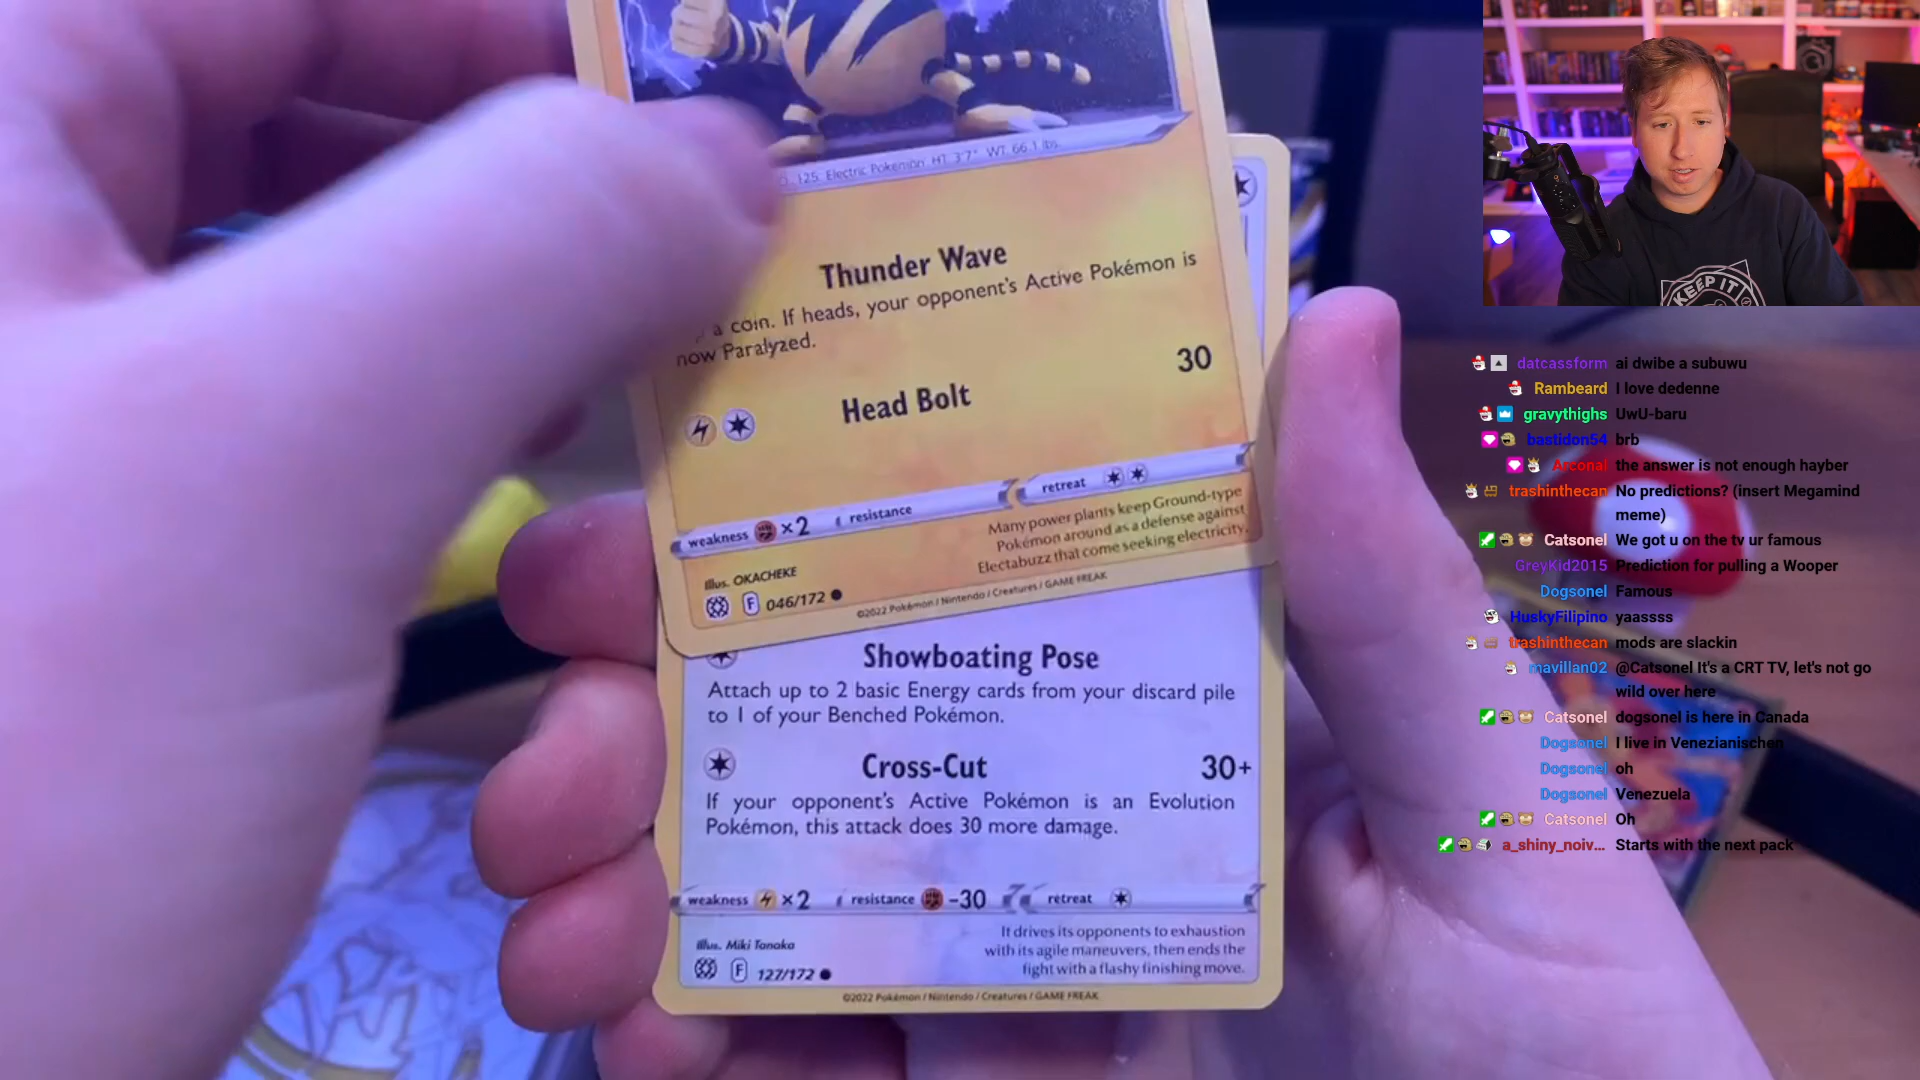 125 Electric Pokémon HT 3'7" WT. 66.1 lbs.
Thunder Wave
a coin. If heads, your opponent's Active Pokémon is
now Paralyzed.
Head Bolt 30
weakness ×2 resistance retreat
Many power plants keep Ground-type
Pokémon around as a defense against
Electabuzz that come seeking electricity.
Illus. OKACHEKE
F 046/172
©2022 Pokémon / Nintendo / Creatures / GAME FREAK
Showboating Pose
Attach up to 2 basic Energy cards from your discard pile
to 1 of your Benched Pokémon.
Cross-Cut 30+
If your opponent's Active Pokémon is an Evolution
Pokémon, this attack does 30 more damage.
weakness ×2 resistance -30 retreat
It drives its opponents to exhaustion
with its agile maneuvers, then ends the
fight with a flashy finishing move.
Illus. Miki Tanaka
F 127/172
©2022 Pokémon / Nintendo / Creatures / GAME FREAK
KEEP IT
datcassform ai dwibe a subuwu
Rambeard I love dedenne
gravythighs UwU-baru
bastidon54 brb
Arconal the answer is not enough hayber
trashinthecan No predictions? (insert Megamind
meme)
Catsonel We got u on the tv ur famous
GreyKid2015 Prediction for pulling a Wooper
Dogsonel Famous
HuskyFilipino yaassss
trashinthecan mods are slackin
mavillan02 @Catsonel It's a CRT TV, let's not go
wild over here
Catsonel dogsonel is here in Canada
Dogsonel I live in Venezianischen
Dogsonel oh
Dogsonel Venezuela
Catsonel Oh
a_shiny_noiv... Starts with the next pack